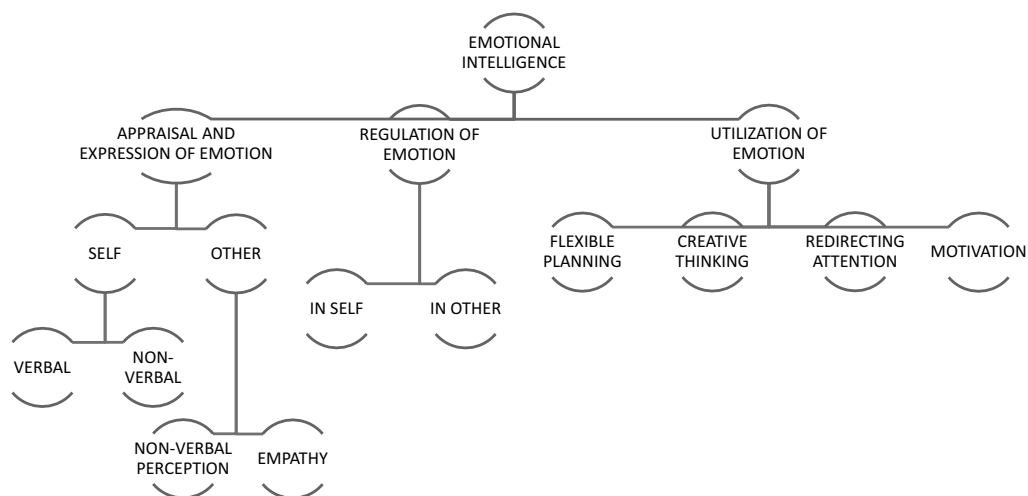 EMOTIONAL
INTELLIGENCE
APPRAISAL AND
EXPRESSION OF EMOTION
REGULATION OF
EMOTION
UTILIZATION OF
EMOTION
SELF
OTHER
FLEXIBLE
PLANNING
CREATIVE
THINKING
REDIRECTING
ATTENTION
MOTIVATION
IN SELF
IN OTHER
VERBAL
NON-
VERBAL
NON-VERBAL
PERCEPTION
EMPATHY